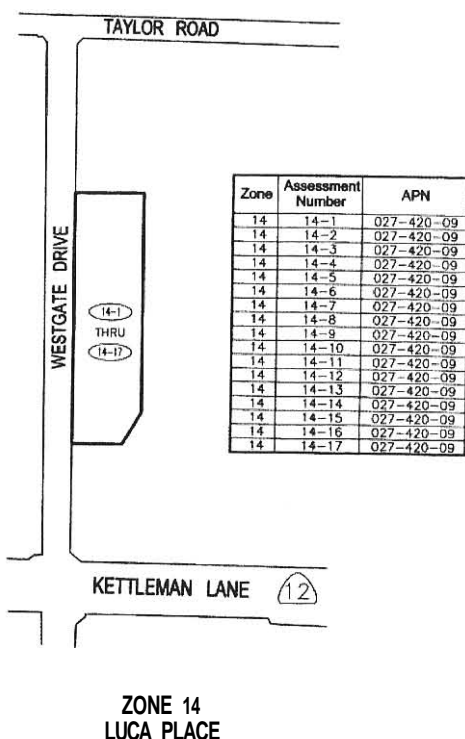 TAYLOR ROAD
WESTGATE DRIVE
14-1
THRU
14-17
Zone Assessment Number APN
14 14-1 027-420-09
14 14-2 027-420-09
14 14-3 027-420-09
14 14-4 027-420-09
14 14-5 027-420-09
14 14-6 027-420-09
14 14-7 027-420-09
14 14-8 027-420-09
14 14-9 027-420-09
14 14-10 027-420-09
14 14-11 027-420-09
14 14-12 027-420-09
14 14-13 027-420-09
14 14-14 027-420-09
14 14-15 027-420-09
14 14-16 027-420-09
14 14-17 027-420-09
KETTLEMAN LANE 12
ZONE 14
LUCA PLACE